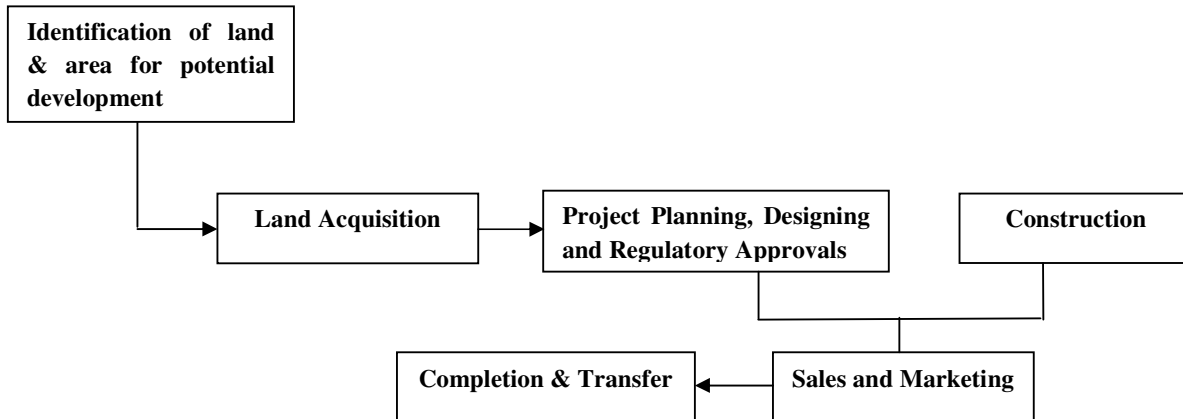 Identification of land
& area for potential
development
Land Acquisition
Project Planning, Designing
and Regulatory Approvals
Construction
Completion & Transfer
Sales and Marketing